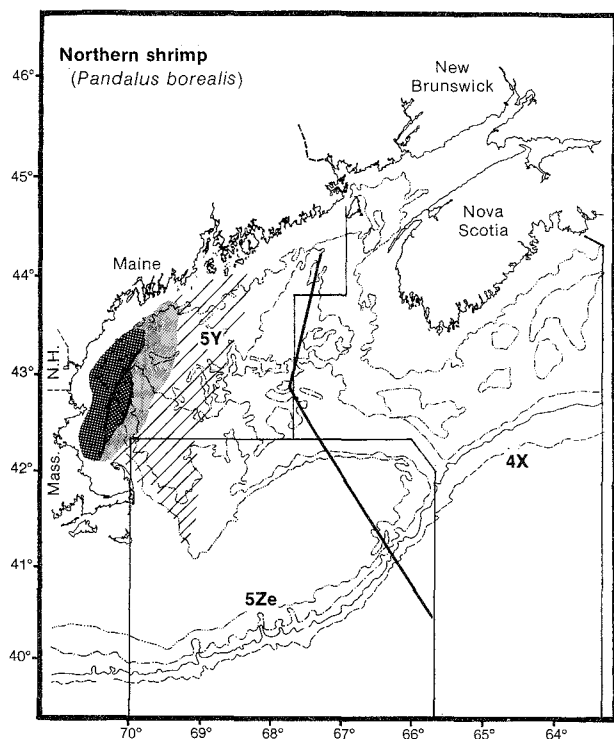 Northern shrimp
(Pandalus borealis)
New
Brunswick
Nova
Scotia
Maine
N.H.
Mass.
5Y
4X
5Ze
46°
45°
44°
43°
42°
41°
40°
70° 69° 68° 67° 66° 65° 64°